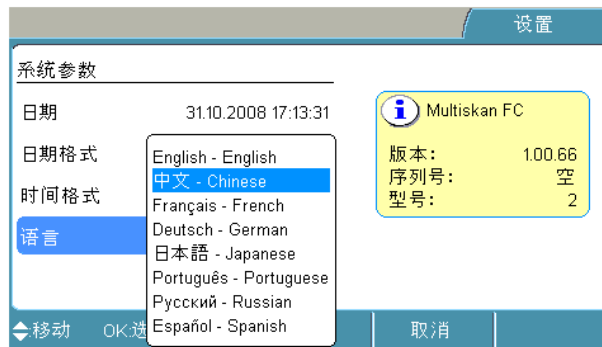 设置
系统参数
日期 31.10.2008 17:13:31
日期格式
时间格式
语言
English - English
中文 - Chinese
Français - French
Deutsch - German
日本語 - Japanese
Português - Portuguese
Русский - Russian
Español - Spanish
Multiskan FC
版本: 1.00.66
序列号: 空
型号: 2
移动 OK:选 取消